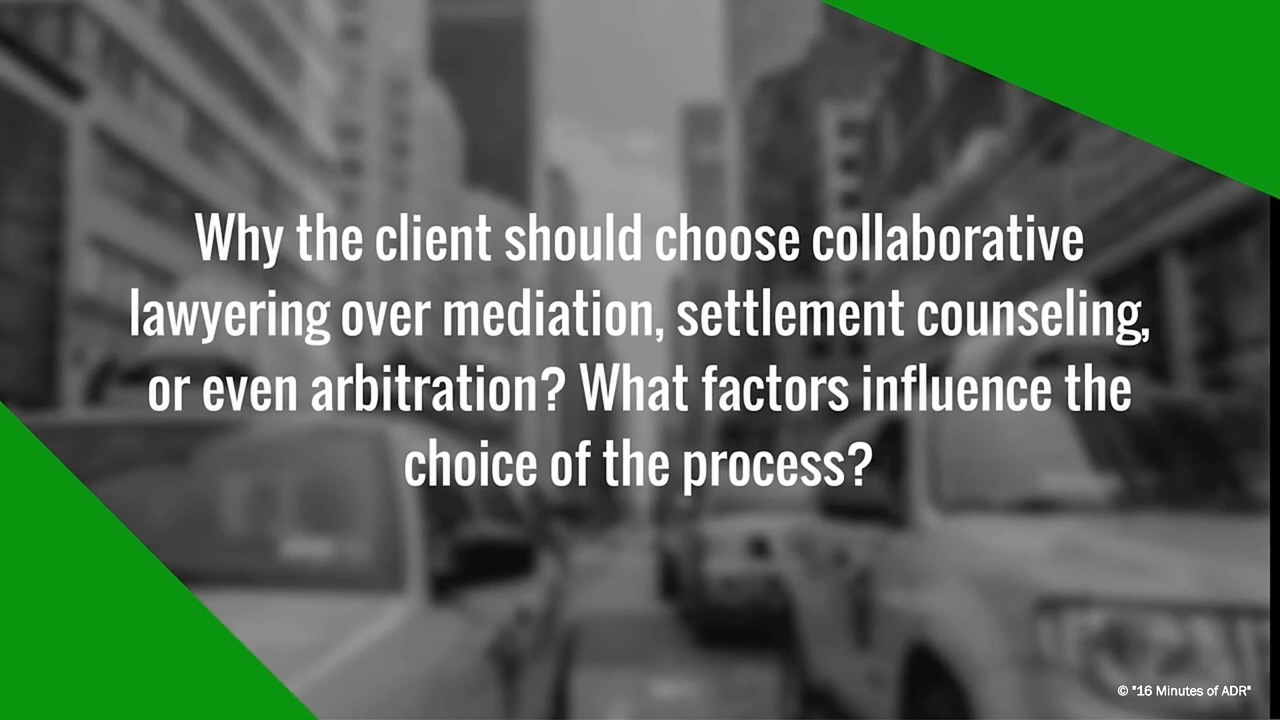 Why the client should choose collaborative
lawyering over mediation, settlement counseling,
or even arbitration? What factors influence the
choice of the process?
© "16 Minutes of ADR"